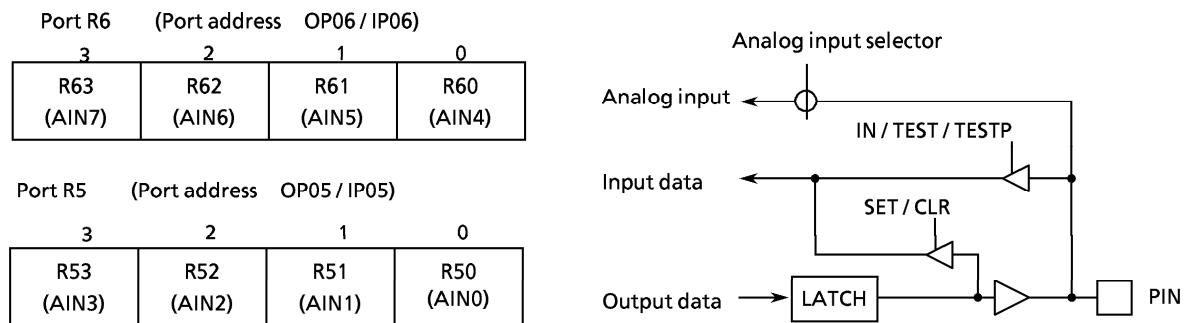 Port R6 (Port address OP06 / IP06)
3 2 1 0
R63 R62 R61 R60
(AIN7) (AIN6) (AIN5) (AIN4)
Port R5 (Port address OP05 / IP05)
3 2 1 0
R53 R52 R51 R50
(AIN3) (AIN2) (AIN1) (AIN0)
Analog input selector
Analog input
IN / TEST / TESTP
Input data
SET / CLR
Output data LATCH PIN